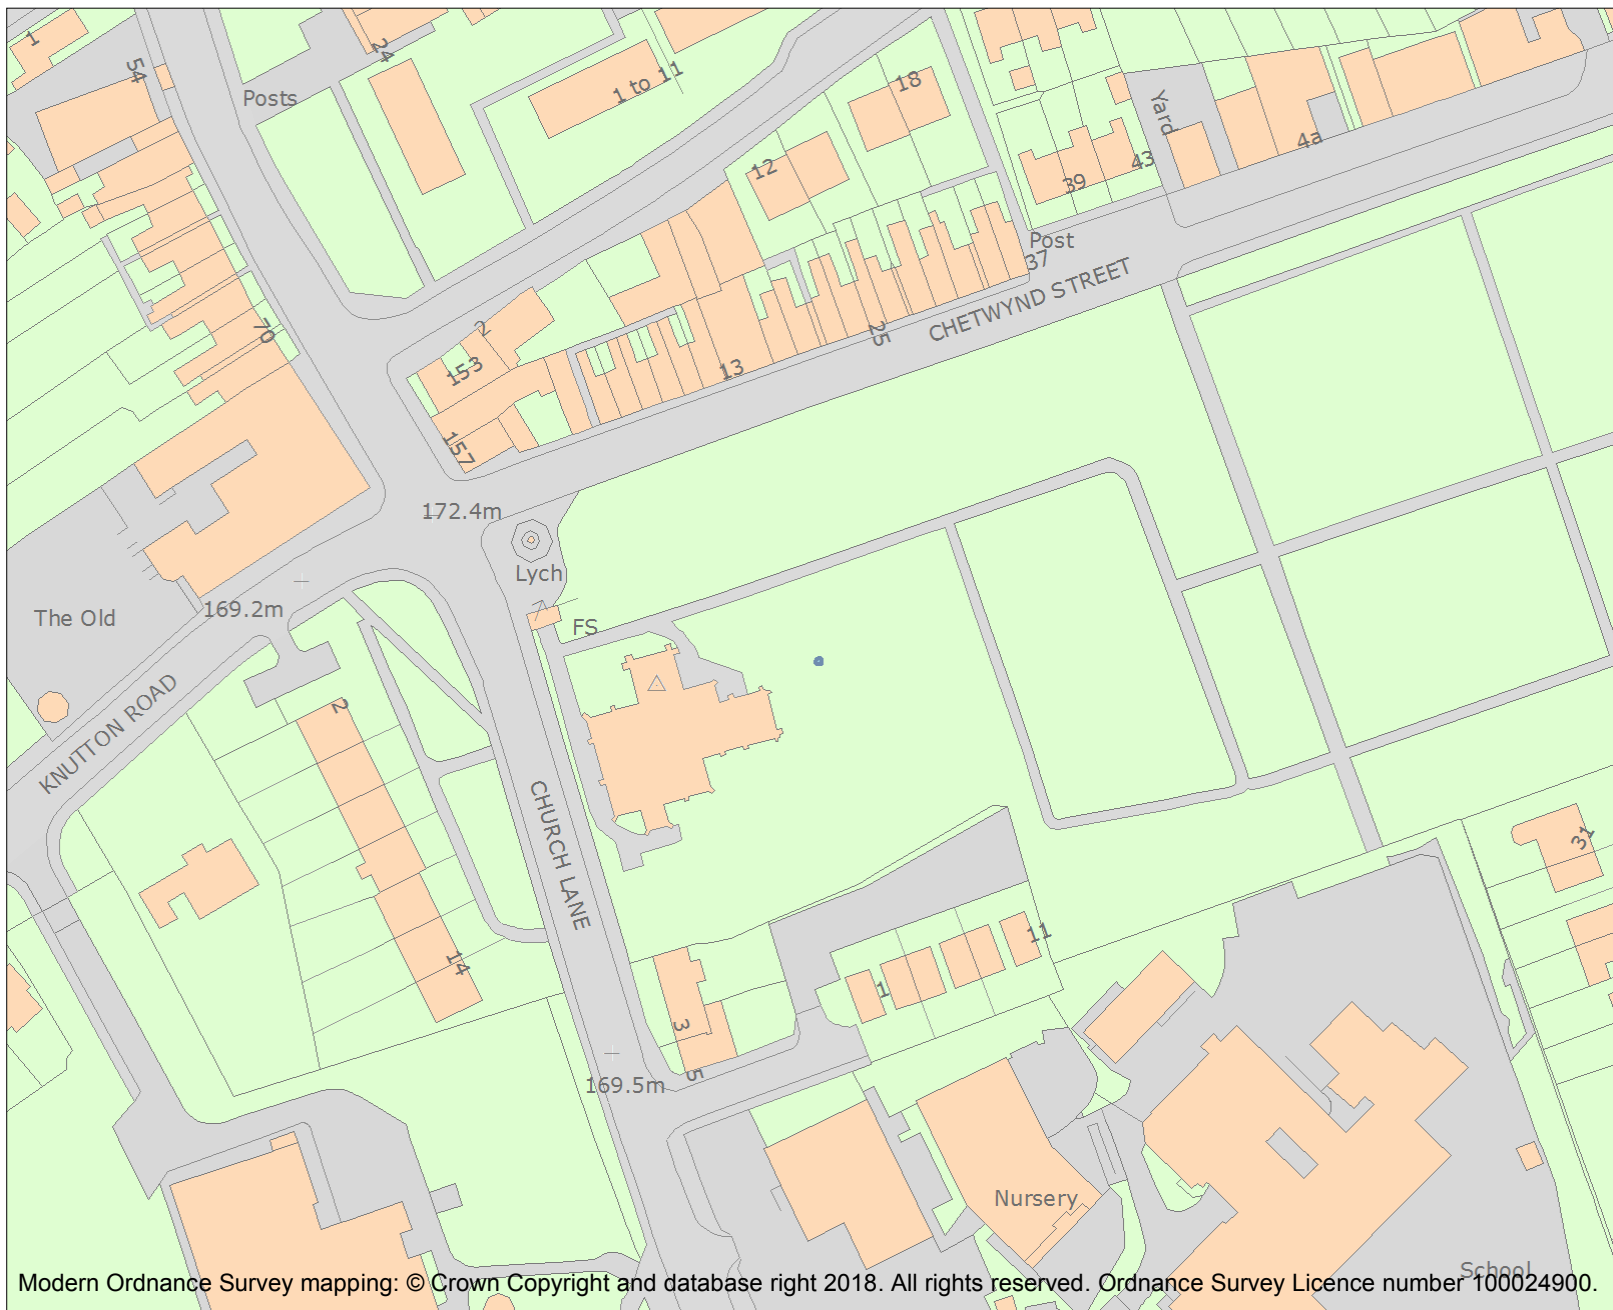 1
24
54
Posts
1 to 11
18
Yard
4a
12
43
39
Post
37
CHETWYND STREET
70
2
153
25
13
157
172.4m
Lych
169.2m
The Old
FS
KNUTTON ROAD
2
CHURCH LANE
31
14
11
1
3
5
169.5m
Nursery
School
Modern Ordnance Survey mapping: © Crown Copyright and database right 2018. All rights reserved. Ordnance Survey Licence number 100024900.